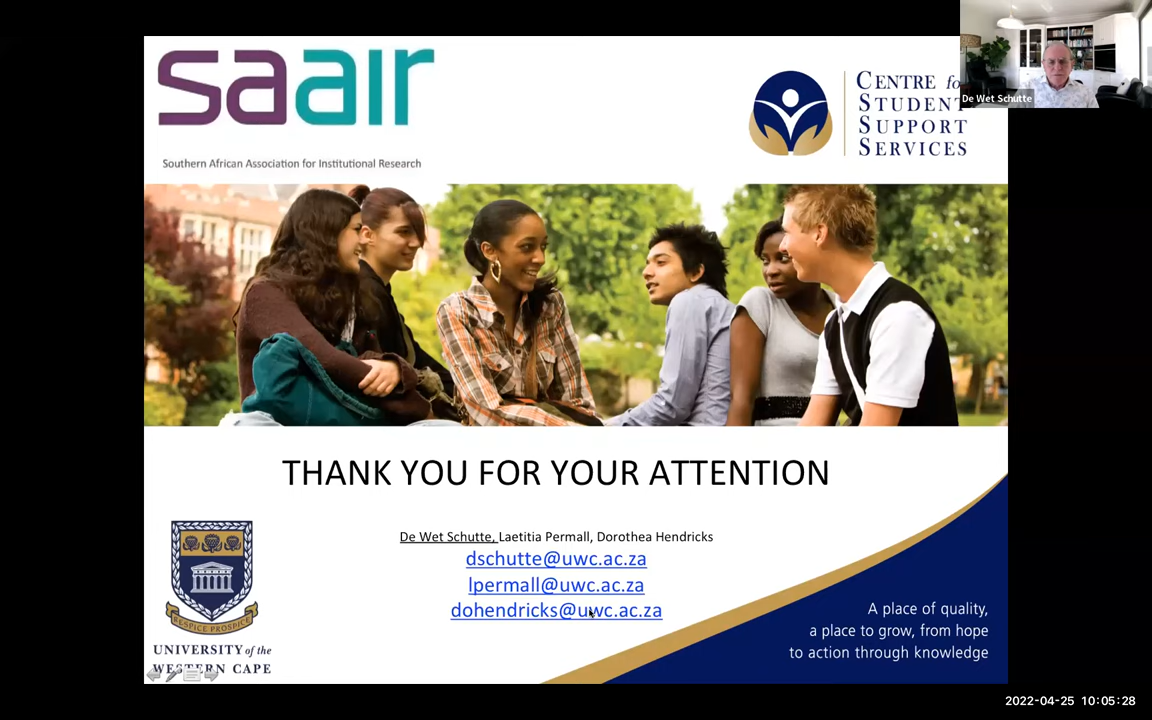 saair
Southern African Association for Institutional Research
CENTRE for
STUDENT
SUPPORT
SERVICES
De Wet Schutte
THANK YOU FOR YOUR ATTENTION
De Wet Schutte, Laetitia Permall, Dorothea Hendricks
dschutte@uwc.ac.za
lpermall@uwc.ac.za
dohendricks@uwc.ac.za
RESPICE PROSPICE
UNIVERSITY of the
WESTERN CAPE
A place of quality,
a place to grow, from hope
to action through knowledge
2022-04-25 10:05:28